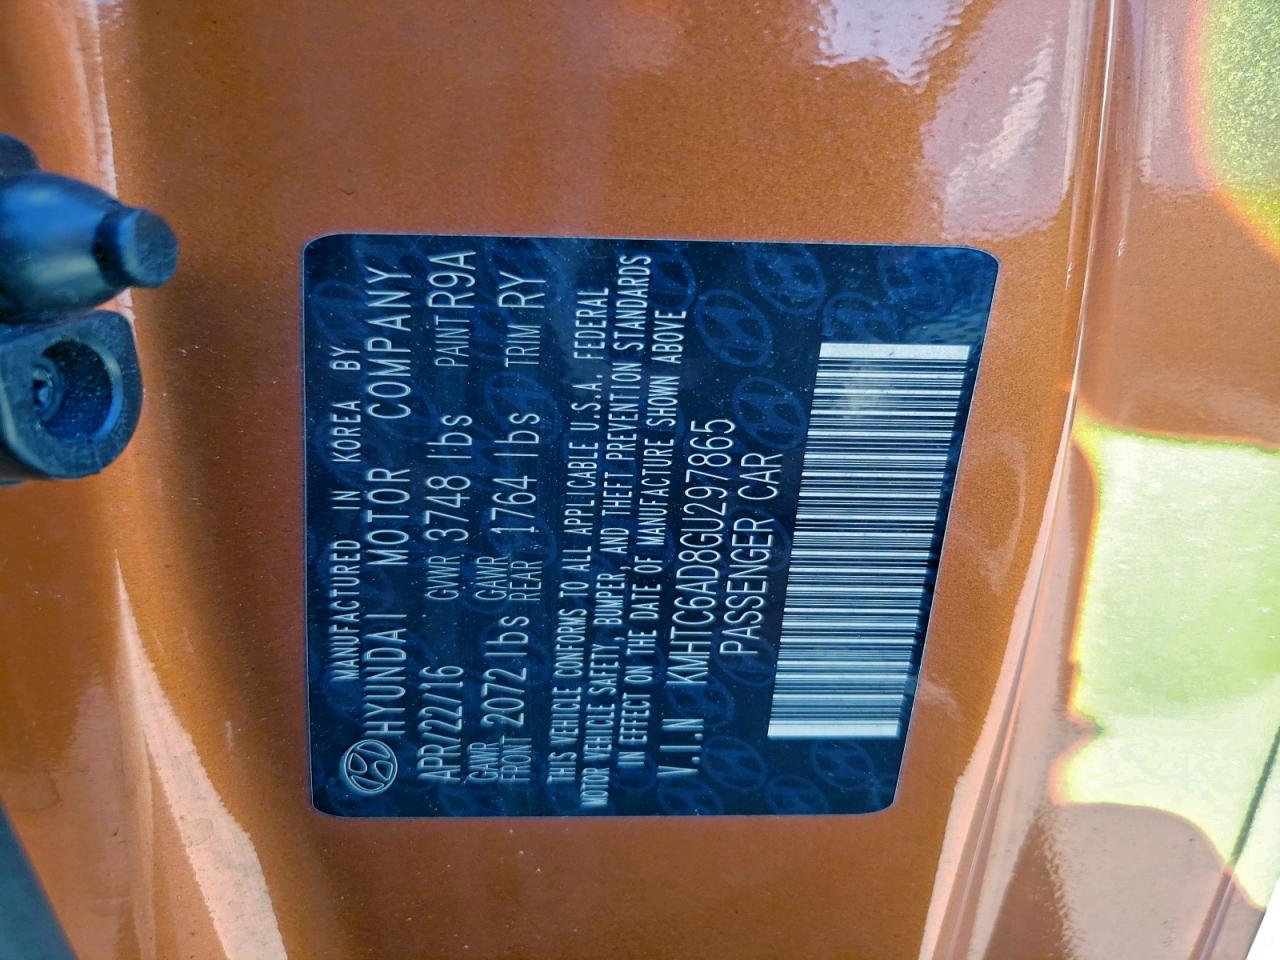 MANUFACTURED IN KOREA BY
HYUNDAI MOTOR COMPANY
APR/22/16 GVWR 3748 lbs PAINT R9A
GAWR FRONT 2072 lbs GAWR REAR 1764 lbs TRIM RY
THIS VEHICLE CONFORMS TO ALL APPLICABLE U.S.A. FEDERAL
MOTOR VEHICLE SAFETY, BUMPER, AND THEFT PREVENTION STANDARDS
IN EFFECT ON THE DATE OF MANUFACTURE SHOWN ABOVE
V.I.N KMHTC6AD8GU297865
PASSENGER CAR